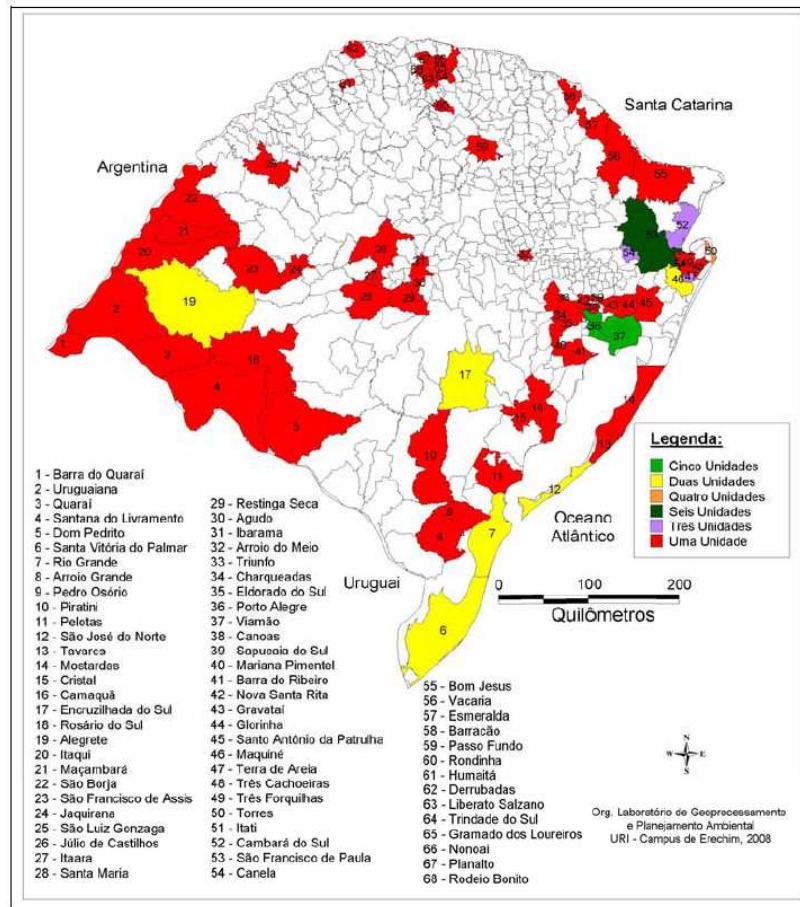 Santa Catarina
Argentina
Uruguai
Oceano
Atlântico
Legenda:
Cinco Unidades
Duas Unidades
Quatro Unidades
Seis Unidades
Três Unidades
Uma Unidade
0 100 200
Quilômetros
1 - Barra do Quaraí
2 - Uruguaiana
3 - Quaraí
4 - Santana do Livramento
5 - Dom Pedrito
6 - Santa Vitória do Palmar
7 - Rio Grande
8 - Arroio Grande
9 - Pedro Osório
10 - Piratini
11 - Pelotas
12 - São José do Norte
13 - Tavares
14 - Mostardas
15 - Cristal
16 - Camaquã
17 - Encruzilhada do Sul
18 - Rosário do Sul
19 - Alegrete
20 - Itaqui
21 - Maçambará
22 - São Borja
23 - São Francisco de Assis
24 - Jaquirana
25 - São Luiz Gonzaga
26 - Júlio de Castilhos
27 - Itaara
28 - Santa Maria
29 - Restinga Seca
30 - Agudo
31 - Ibarama
32 - Arroio do Meio
33 - Triunfo
34 - Charqueadas
35 - Eldorado do Sul
36 - Porto Alegre
37 - Viamão
38 - Canoas
39 - Sapucaia do Sul
40 - Mariana Pimentel
41 - Barra do Ribeiro
42 - Nova Santa Rita
43 - Gravataí
44 - Glorinha
45 - Santo Antônio da Patrulha
46 - Maquiné
47 - Terra de Areia
48 - Três Cachoeiras
49 - Três Forquilhas
50 - Torres
51 - Itati
52 - Cambará do Sul
53 - São Francisco de Paula
54 - Canela
55 - Bom Jesus
56 - Vacaria
57 - Esmeralda
58 - Barracão
59 - Passo Fundo
60 - Rondinha
61 - Humaitá
62 - Derrubadas
63 - Liberato Salzano
64 - Trindade do Sul
65 - Gramado dos Loureiros
66 - Nonoai
67 - Planalto
68 - Rodeio Bonito
N
W E
S
Org. Laboratório de Geoprocessamento
e Planejamento Ambiental
URI - Campus de Erechim, 2008